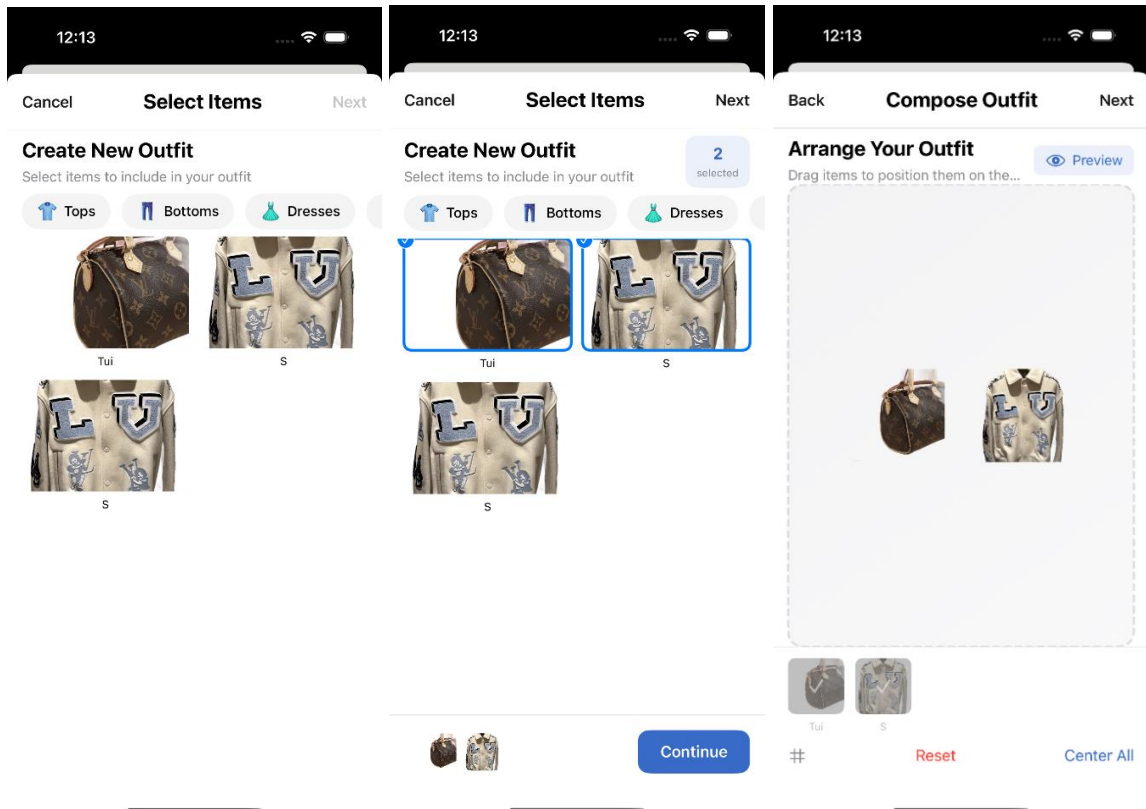 12:13
Cancel Select Items Next
Create New Outfit
Select items to include in your outfit
Tops Bottoms Dresses
Tui S
S
12:13
Cancel Select Items Next
Create New Outfit
Select items to include in your outfit
2
selected
Tops Bottoms Dresses
Tui S
S
Continue
12:13
Back Compose Outfit Next
Arrange Your Outfit
Drag items to position them on the...
Preview
Tui S
Reset Center All